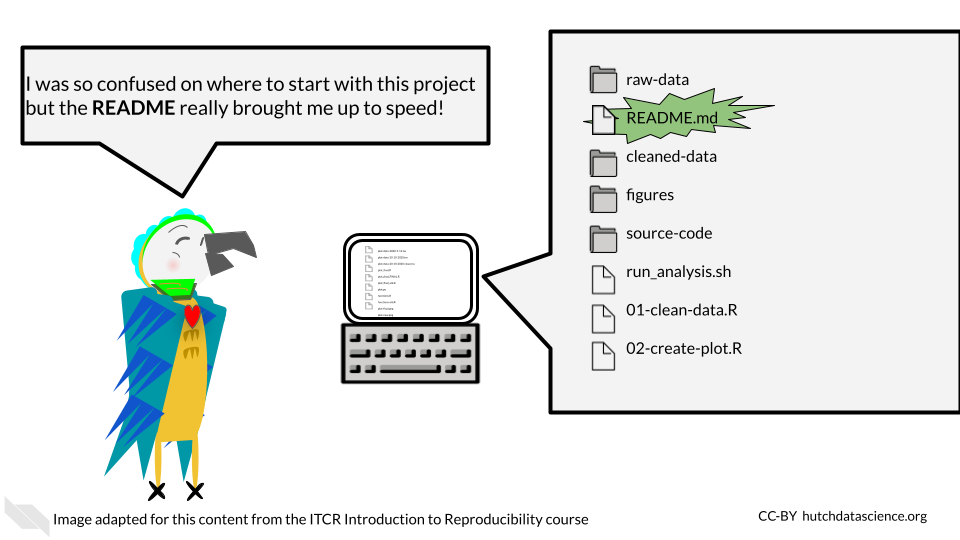 I was so confused on where to start with this project
but the README really brought me up to speed!
raw-data
README.md
cleaned-data
figures
source-code
run_analysis.sh
01-clean-data.R
02-create-plot.R
Image adapted for this content from the ITCR Introduction to Reproducibility course
CC-BY hutchdatascience.org